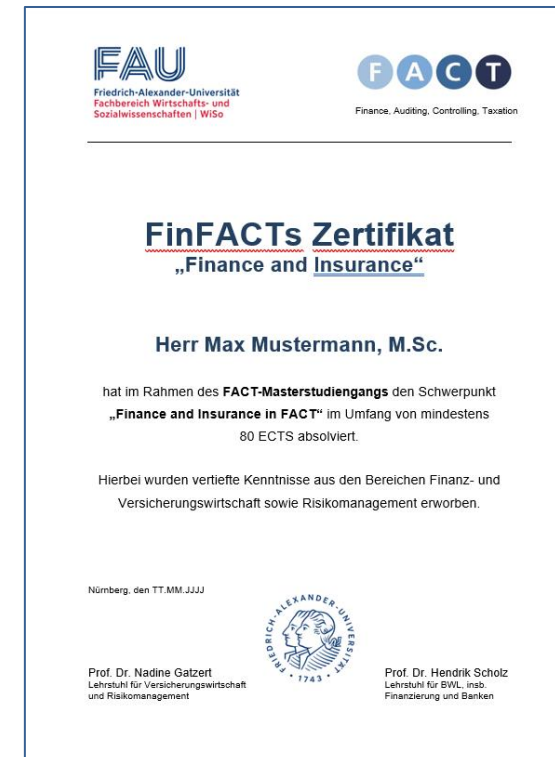 FAU
Friedrich-Alexander-Universität
Fachbereich Wirtschafts- und
Sozialwissenschaften | WiSo
FACT
Finance, Auditing, Controlling, Taxation
FinFACTs Zertifikat
„Finance and Insurance“
Herr Max Mustermann, M.Sc.
hat im Rahmen des FACT-Masterstudiengangs den Schwerpunkt
„Finance and Insurance in FACT“ im Umfang von mindestens
80 ECTS absolviert.
Hierbei wurden vertiefte Kenntnisse aus den Bereichen Finanz- und
Versicherungswirtschaft sowie Risikomanagement erworben.
Nürnberg, den TT.MM.JJJJ
FRIEDRICH-ALEXANDER-UNIVERSITÄT
• 1743 •
Prof. Dr. Nadine Gatzert
Lehrstuhl für Versicherungswirtschaft
und Risikomanagement
Prof. Dr. Hendrik Scholz
Lehrstuhl für BWL, insb.
Finanzierung und Banken